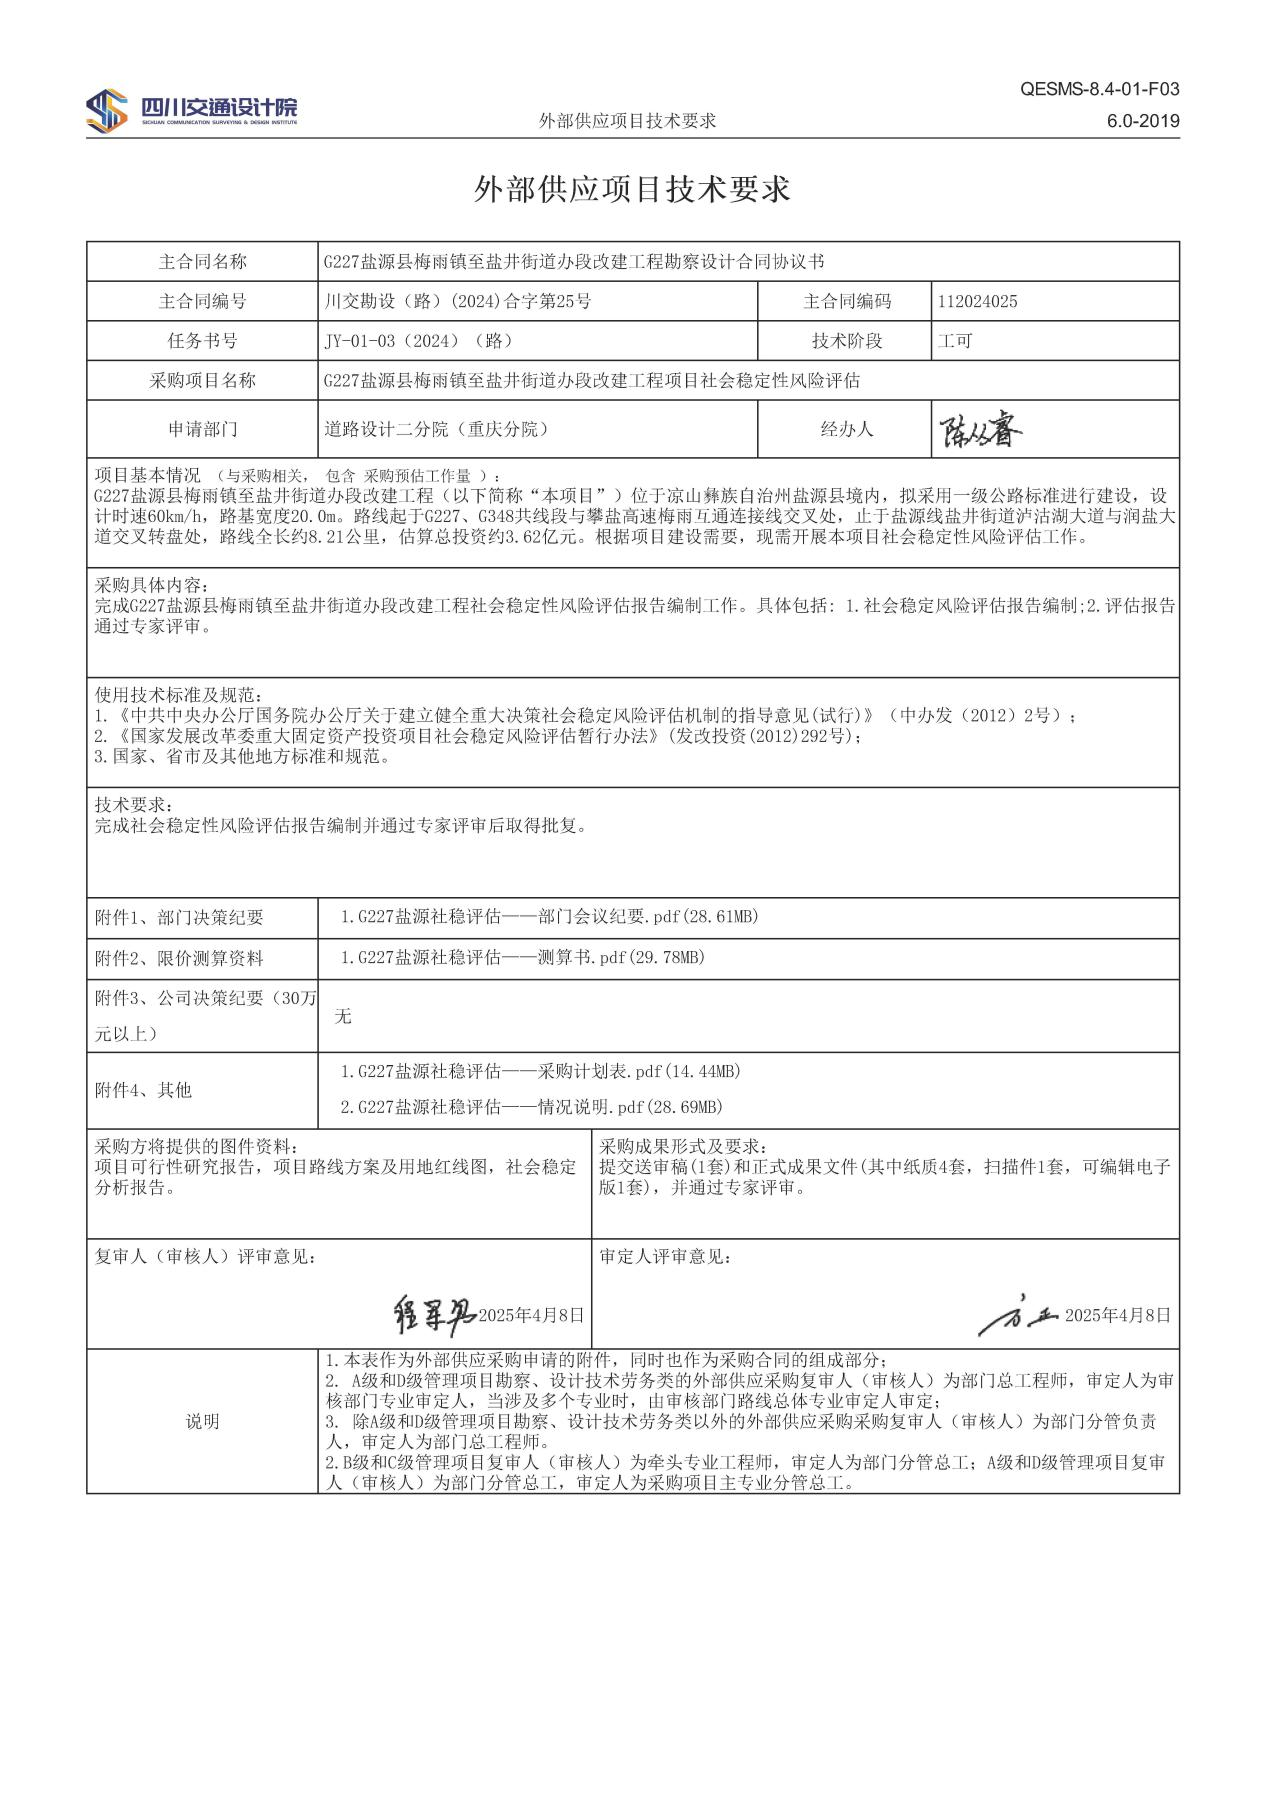 四川交通设计院
SICHUAN COMMUNICATION SURVEYING & DESIGN INSTITUTE
外部供应项目技术要求
QESMS-8.4-01-F03
6.0-2019
外部供应项目技术要求
主合同名称 G227盐源县梅雨镇至盐井街道办段改建工程勘察设计合同协议书
主合同编号 川交勘设（路）(2024)合字第25号 主合同编码 112024025
任务书号 JY-01-03（2024）（路） 技术阶段 工可
采购项目名称 G227盐源县梅雨镇至盐井街道办段改建工程项目社会稳定性风险评估
申请部门 道路设计二分院（重庆分院） 经办人 陈丛睿
项目基本情况 （与采购相关， 包含 采购预估工作量 ）:
G227盐源县梅雨镇至盐井街道办段改建工程（以下简称“本项目”）位于凉山彝族自治州盐源县境内，拟采用一级公路标准进行建设，设
计时速60km/h，路基宽度20.0m。路线起于G227、G348共线段与攀盐高速梅雨互通连接线交叉处，止于盐源线盐井街道泸沽湖大道与润盐大
道交叉转盘处，路线全长约8.21公里，估算总投资约3.62亿元。根据项目建设需要，现需开展本项目社会稳定性风险评估工作。
采购具体内容:
完成G227盐源县梅雨镇至盐井街道办段改建工程社会稳定性风险评估报告编制工作。具体包括: 1.社会稳定风险评估报告编制;2.评估报告
通过专家评审。
使用技术标准及规范:
1.《中共中央办公厅国务院办公厅关于建立健全重大决策社会稳定风险评估机制的指导意见(试行)》（中办发（2012）2号）;
2.《国家发展改革委重大固定资产投资项目社会稳定风险评估暂行办法》(发改投资(2012)292号);
3.国家、省市及其他地方标准和规范。
技术要求:
完成社会稳定性风险评估报告编制并通过专家评审后取得批复。
附件1、部门决策纪要 1.G227盐源社稳评估——部门会议纪要.pdf(28.61MB)
附件2、限价测算资料 1.G227盐源社稳评估——测算书.pdf(29.78MB)
附件3、公司决策纪要（30万
元以上） 无
附件4、其他 1.G227盐源社稳评估——采购计划表.pdf(14.44MB)
2.G227盐源社稳评估——情况说明.pdf(28.69MB)
采购方将提供的图件资料:
项目可行性研究报告，项目路线方案及用地红线图，社会稳定
分析报告。
采购成果形式及要求:
提交送审稿(1套)和正式成果文件(其中纸质4套，扫描件1套，可编辑电子
版1套)，并通过专家评审。
复审人（审核人）评审意见:
2025年4月8日
审定人评审意见:
方正 2025年4月8日
说明
1.本表作为外部供应采购申请的附件，同时也作为采购合同的组成部分;
2. A级和D级管理项目勘察、设计技术劳务类的外部供应采购复审人（审核人）为部门总工程师，审定人为审
核部门专业审定人，当涉及多个专业时，由审核部门路线总体专业审定人审定;
3. 除A级和D级管理项目勘察、设计技术劳务类以外的外部供应采购采购复审人（审核人）为部门分管负责
人，审定人为部门总工程师。
2.B级和C级管理项目复审人（审核人）为牵头专业工程师，审定人为部门分管总工; A级和D级管理项目复审
人（审核人）为部门分管总工，审定人为采购项目主专业分管总工。